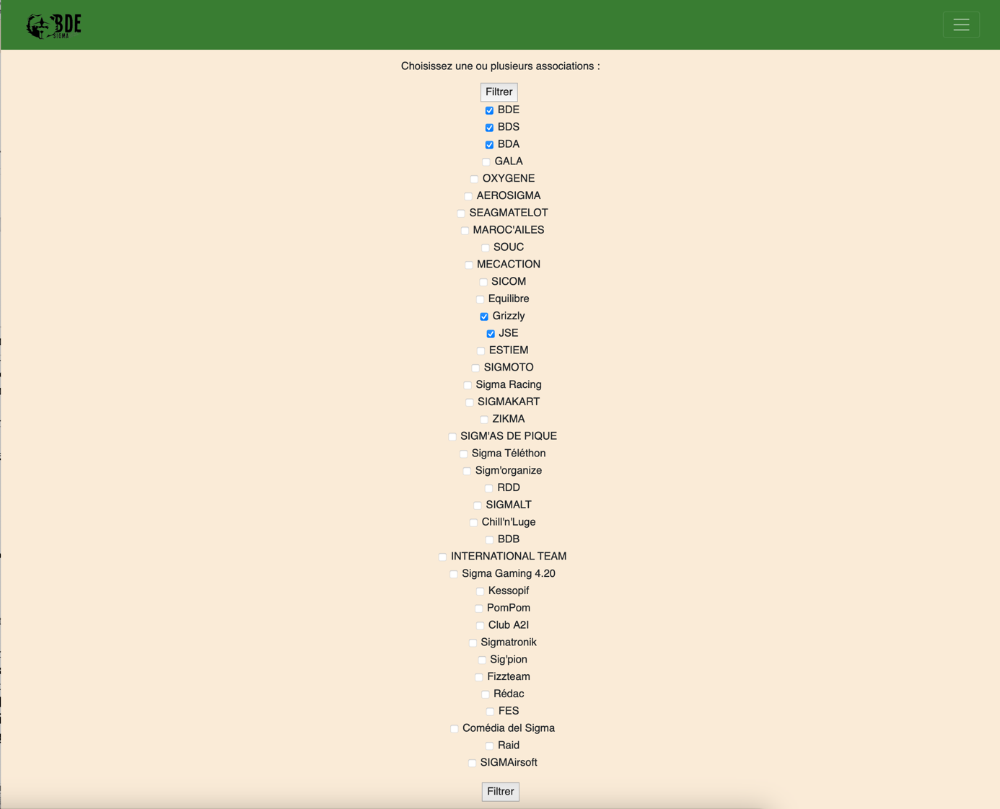 BDE
SIGMA
Choisissez une ou plusieurs associations :
Filtrer
BDE
BDS
BDA
GALA
OXYGENE
AEROSIGMA
SEAGMATELOT
MAROC'AILES
SOUC
MECACTION
SICOM
Equilibre
Grizzly
JSE
ESTIEM
SIGMOTO
Sigma Racing
SIGMAKART
ZIKMA
SIGM'AS DE PIQUE
Sigma Téléthon
Sigm'organize
RDD
SIGMALT
Chill'n'Luge
BDB
INTERNATIONAL TEAM
Sigma Gaming 4.20
Kessopif
PomPom
Club A2I
Sigmatronik
Sig'pion
Fizzteam
Rédac
FES
Comédia del Sigma
Raid
SIGMAirsoft
Filtrer